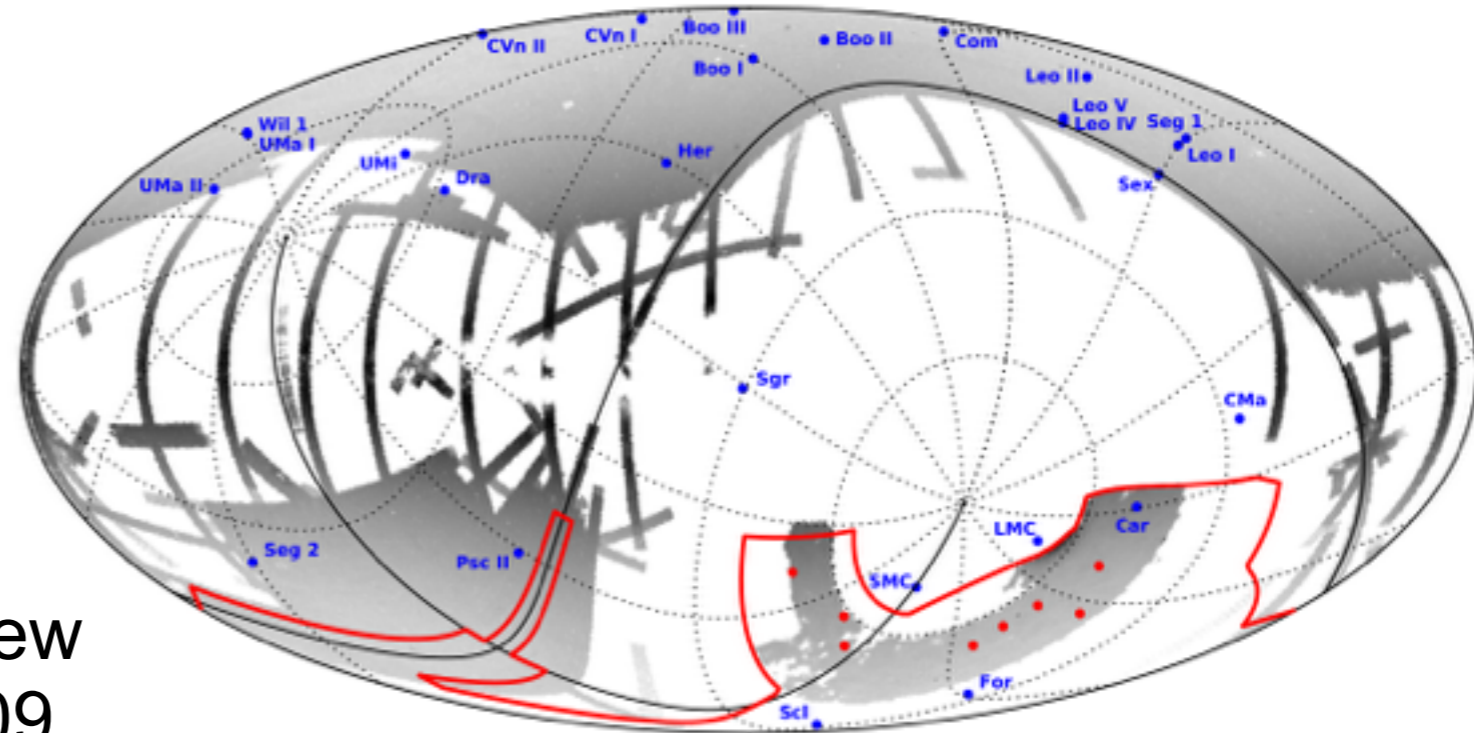 CVn II
CVn I
Boo III
Boo II
Com
Boo I
Leo II
Wil 1
UMa I
Leo V
Leo IV
Seg 1
Leo I
UMi
Her
UMa II
Dra
Sex
Sgr
CMa
Car
LMC
Seg 2
Psc II
SMC
ew
09
For
Scl